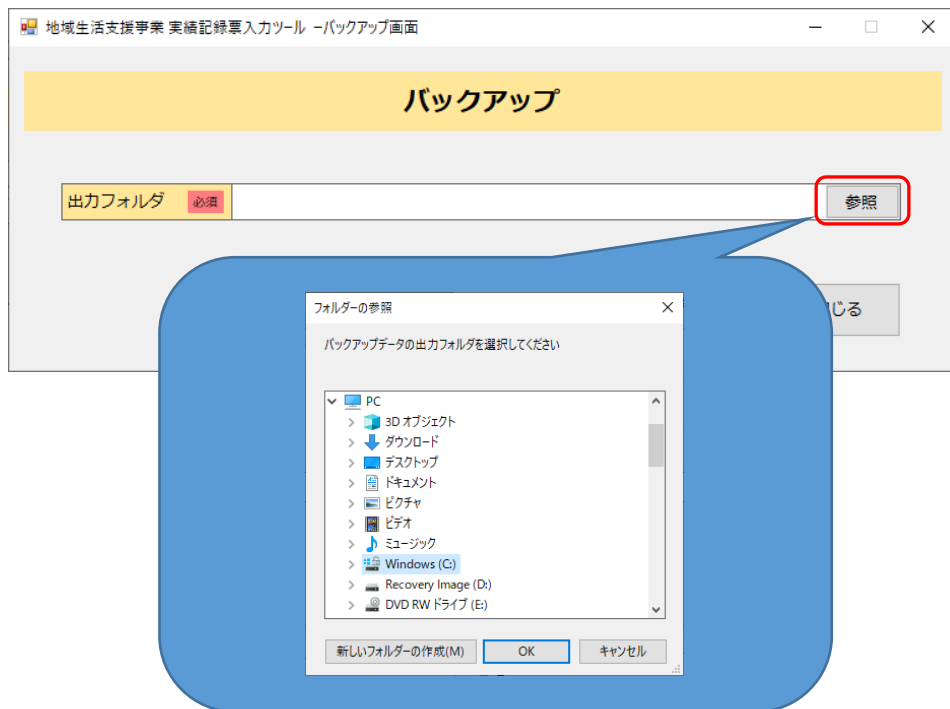 地域生活支援事業 実績記録票入力ツール －バックアップ画面
バックアップ
出力フォルダ 必須
参照
じる
フォルダーの参照
バックアップデータの出力フォルダを選択してください
PC
3D オブジェクト
ダウンロード
デスクトップ
ドキュメント
ピクチャ
ビデオ
ミュージック
Windows (C:)
Recovery Image (D:)
DVD RW ドライブ (E:)
新しいフォルダーの作成(M)
OK
キャンセル